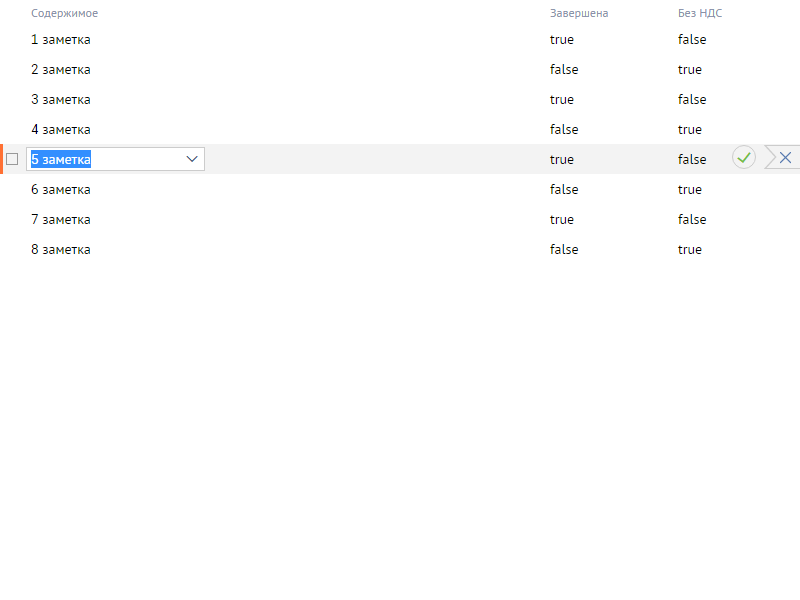 Содержимое Завершена Без НДС
1 заметка true false
2 заметка false true
3 заметка true false
4 заметка false true
5 заметка true false
6 заметка false true
7 заметка true false
8 заметка false true